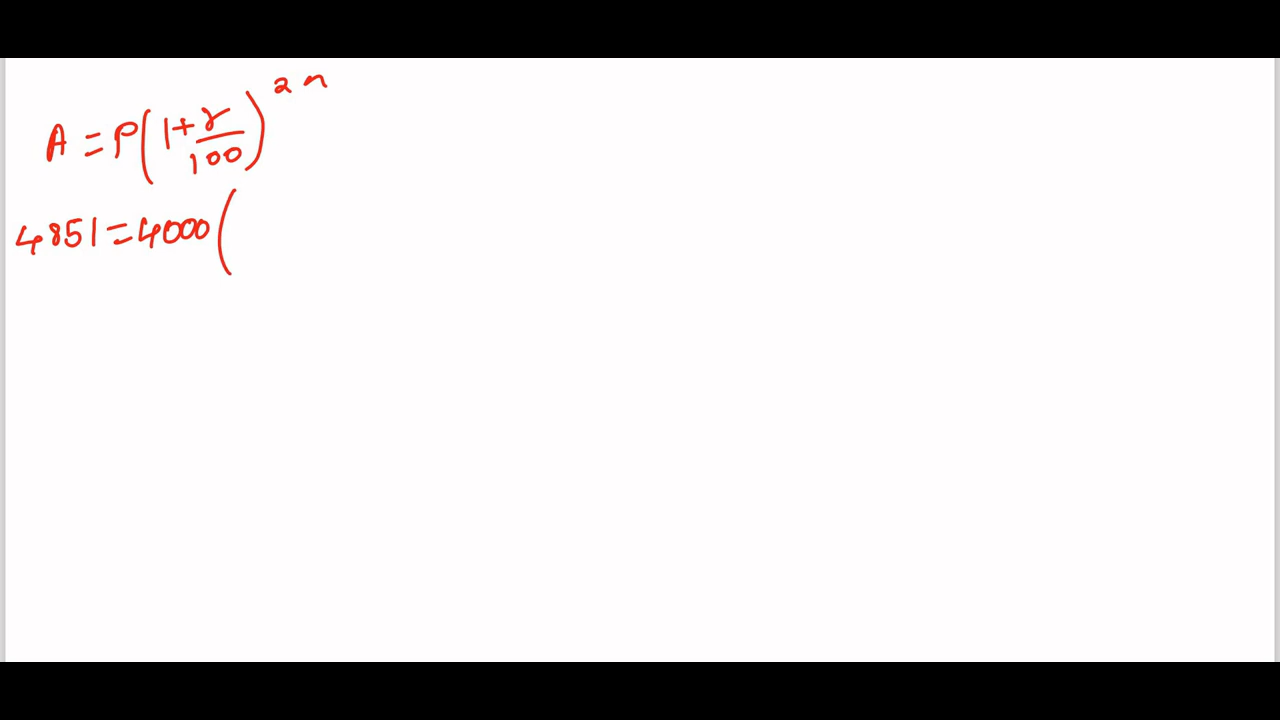 A = P(1+r/100)^2n
4851 = 4000(